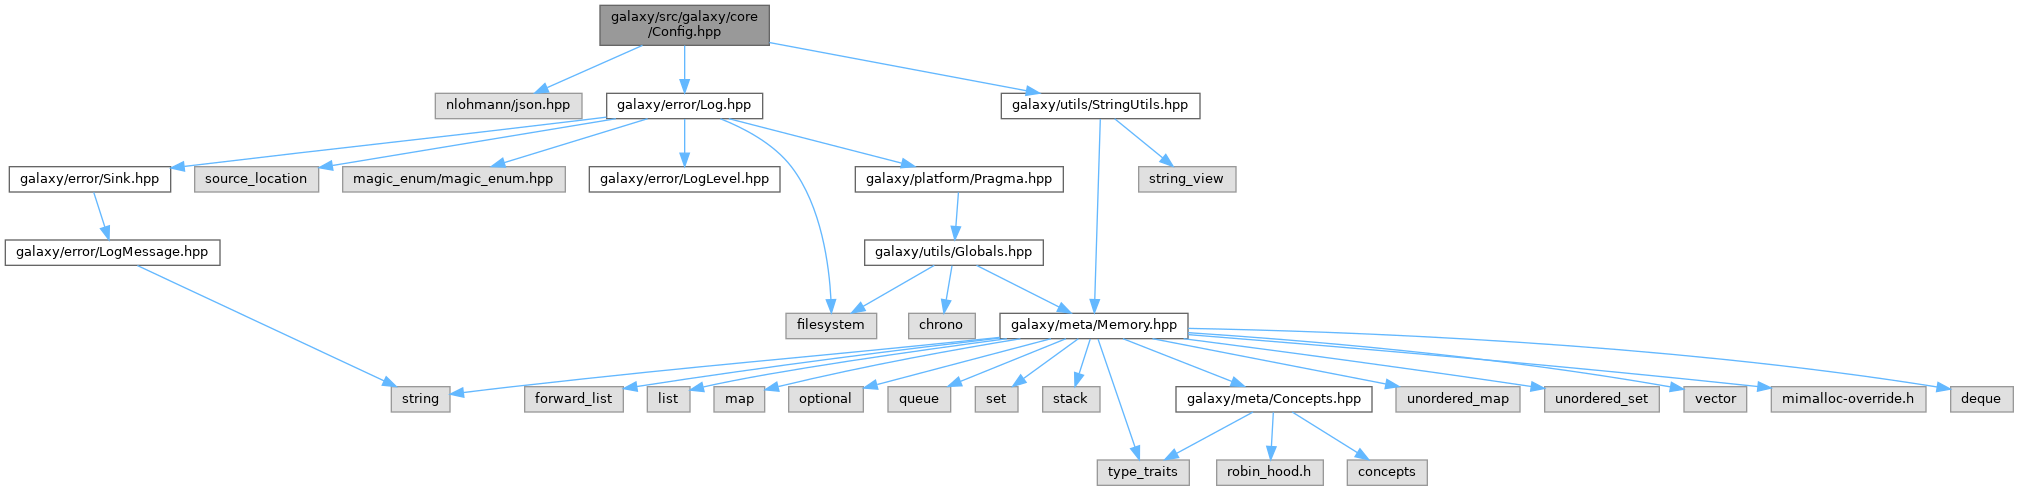 galaxy/src/galaxy/core
/Config.hpp
nlohmann/json.hpp
galaxy/error/Log.hpp
galaxy/utils/StringUtils.hpp
galaxy/error/Sink.hpp
source_location
magic_enum/magic_enum.hpp
galaxy/error/LogLevel.hpp
galaxy/platform/Pragma.hpp
string_view
galaxy/error/LogMessage.hpp
galaxy/utils/Globals.hpp
filesystem
chrono
galaxy/meta/Memory.hpp
string
forward_list
list
map
optional
queue
set
stack
galaxy/meta/Concepts.hpp
unordered_map
unordered_set
vector
mimalloc-override.h
deque
type_traits
robin_hood.h
concepts